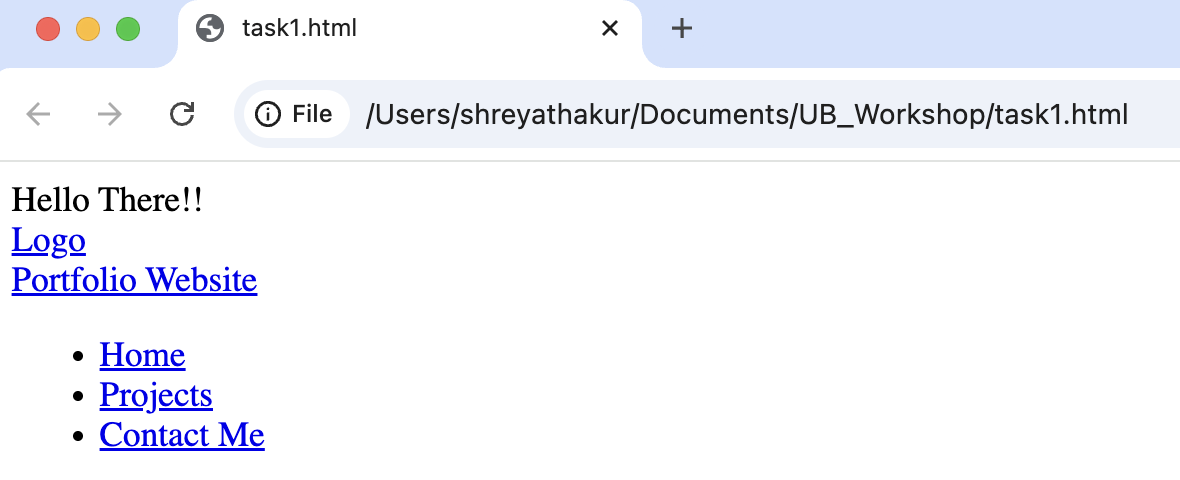 task1.html
File /Users/shreyathakur/Documents/UB_Workshop/task1.html
Hello There!!
Logo
Portfolio Website
Home
Projects
Contact Me